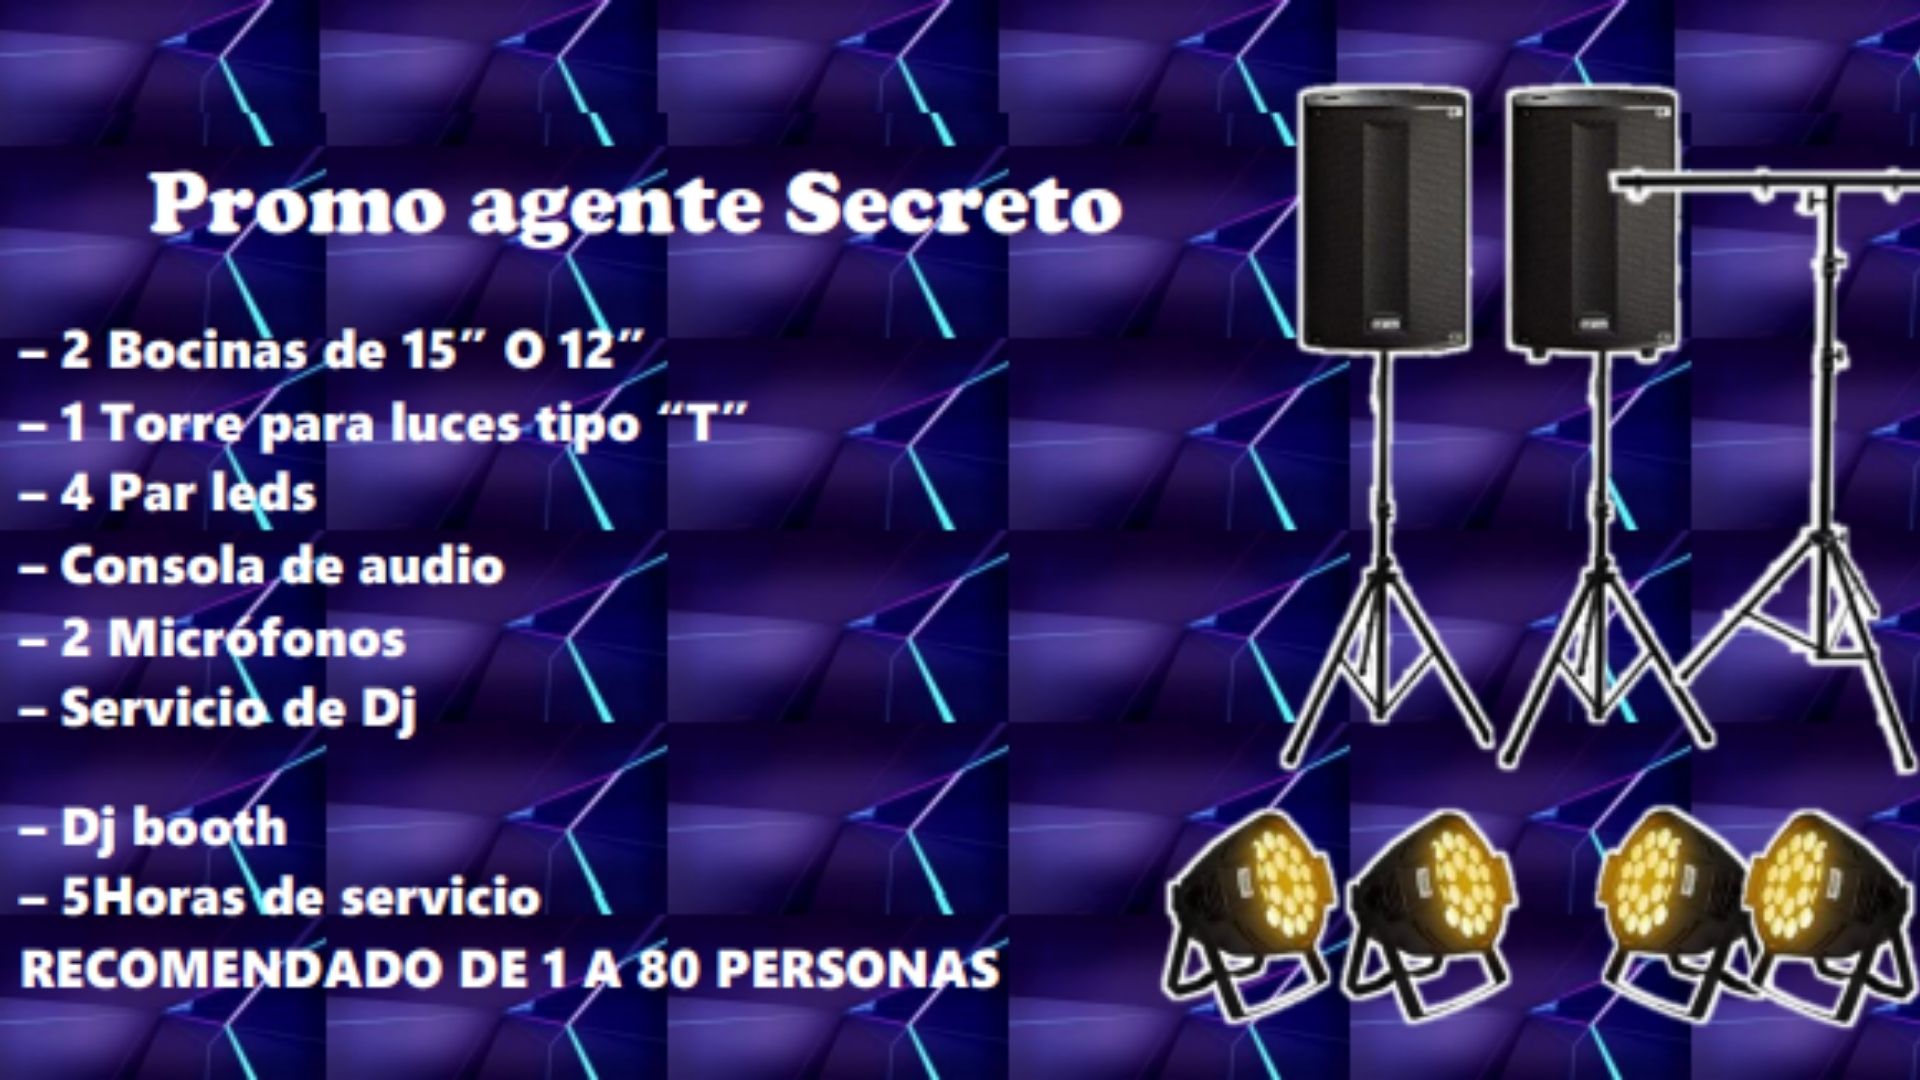 Promo agente Secreto
– 2 Bocinas de 15” O 12”
– 1 Torre para luces tipo “T”
– 4 Par leds
– Consola de audio
– 2 Micrófonos
– Servicio de Dj
– Dj booth
– 5Horas de servicio
RECOMENDADO DE 1 A 80 PERSONAS